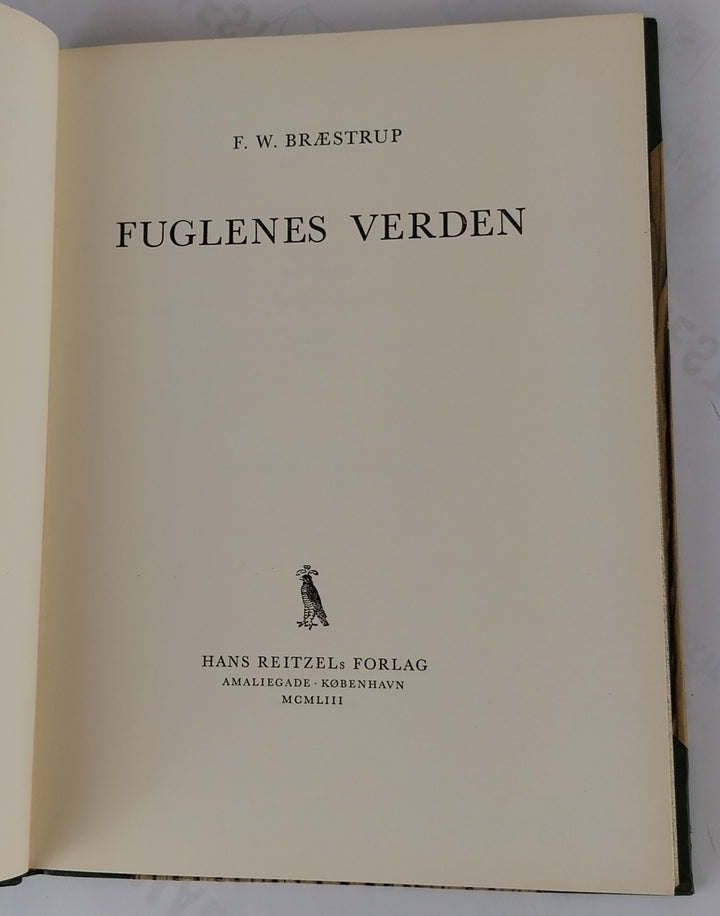 F. W. BRÆSTRUP
FUGLENES VERDEN
HANS REITZELs FORLAG
AMALIEGADE · KØBENHAVN
MCMLIII